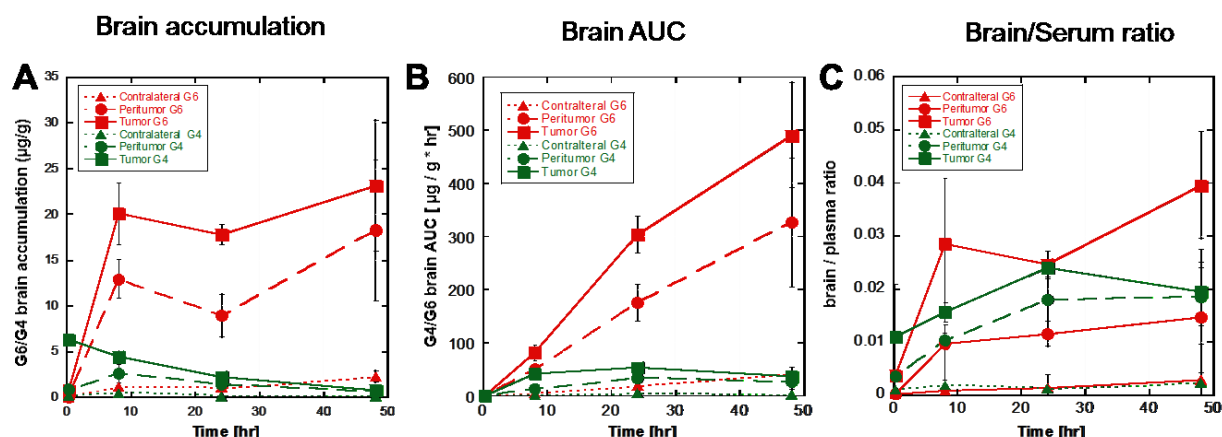 Brain accumulation
Brain AUC
Brain/Serum ratio
A
35
30
25
20
15
10
5
0
G6/G4 brain accumulation (µg/g)
Contralateral G6
Peritumor G6
Tumor G6
Contralateral G4
Peritumor G4
Tumor G4
0
10
20
30
40
50
Time [hr]
B
600
500
400
300
200
100
0
G4/G6 brain AUC [ µg / g * hr]
Contralteral G6
Peritumor G6
Tumor G6
Contralteral G4
Peritumor G4
Tumor G4
0
10
20
30
40
50
Time [hr]
C
0.06
0.05
0.04
0.03
0.02
0.01
0
brain / plasma ratio
Contralteral G6
Peritumor G6
Tumor G6
Contralteral G4
Peritumor G4
Tumor G4
0
10
20
30
40
50
Time [hr]